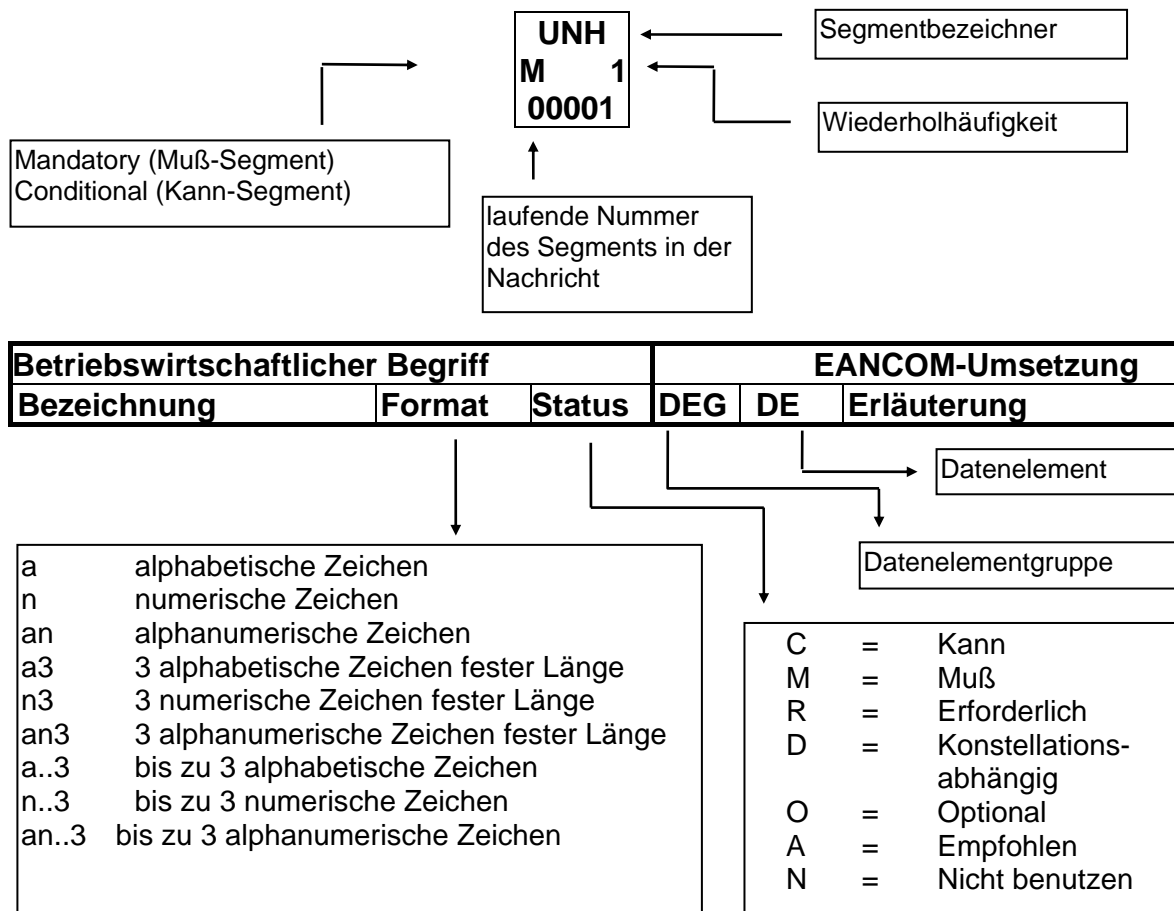 UNH
M 1
00001
Segmentbezeichner
Wiederholhäufigkeit
Mandatory (Muß-Segment)
Conditional (Kann-Segment)
laufende Nummer
des Segments in der
Nachricht
Betriebswirtschaftlicher Begriff EANCOM-Umsetzung
Bezeichnung Format Status DEG DE Erläuterung
Datenelement
Datenelementgruppe
a alphabetische Zeichen
n numerische Zeichen
an alphanumerische Zeichen
a3 3 alphabetische Zeichen fester Länge
n3 3 numerische Zeichen fester Länge
an3 3 alphanumerische Zeichen fester Länge
a..3 bis zu 3 alphabetische Zeichen
n..3 bis zu 3 numerische Zeichen
an..3 bis zu 3 alphanumerische Zeichen
C = Kann
M = Muß
R = Erforderlich
D = Konstellations-
abhängig
O = Optional
A = Empfohlen
N = Nicht benutzen